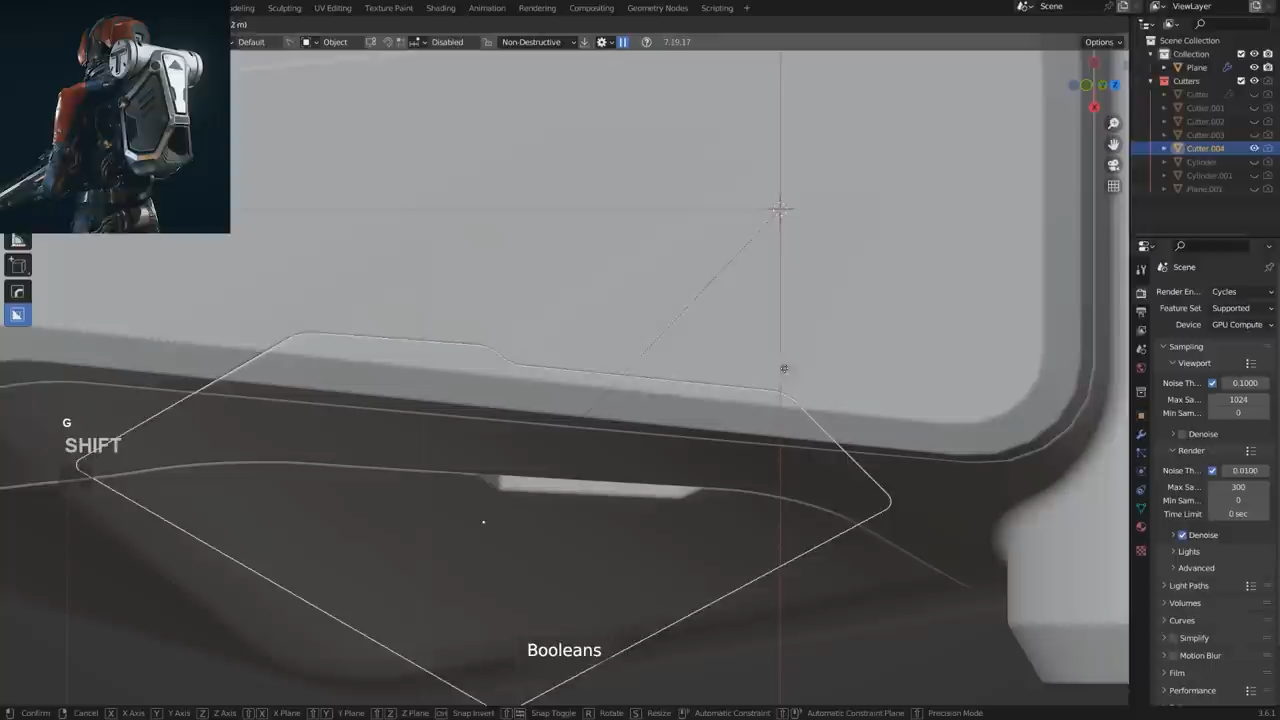 deling Sculpting UV Editing Texture Paint Shading Animation Rendering Compositing Geometry Nodes Scripting + Scene ViewLayer
2 m)
Default Object Disabled Non-Destructive 7.19.17 Options
Scene Collection
Collection
Plane
Cutters
Cutter
Cutter.001
Cutter.002
Cutter.003
Cutter.004
Cylinder
Cylinder.001
Plane.001
Z
X
Scene
Render En... Cycles
Feature Set Supported
Device GPU Compute
Sampling
Viewport
Noise Th... 0.1000
Max Sa... 1024
Min Sam... 0
Denoise
Render
Noise Th... 0.0100
Max Sa... 300
Min Sam... 0
Time Limit 0 sec
Denoise
Lights
Advanced
Light Paths
Volumes
Curves
Simplify
Motion Blur
Film
Performance
G
SHIFT
Booleans
Confirm Cancel X X Axis Y Y Axis Z Z Axis X X Plane Y Y Plane Z Z Plane Snap Invert Snap Toggle R Rotate S Resize Automatic Constraint Automatic Constraint Plane Precision Mode 3.6.1